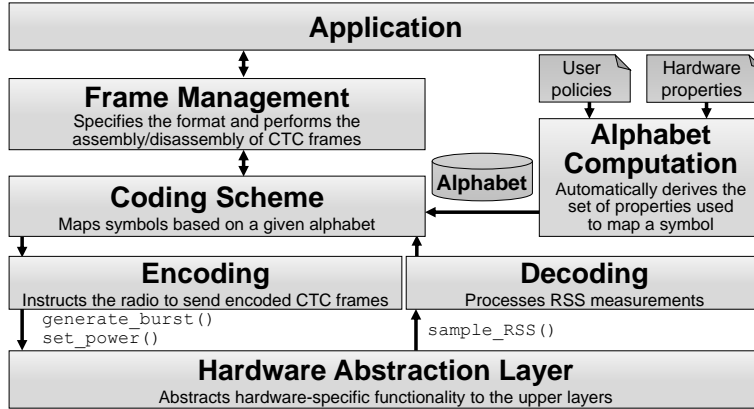 Application
User
policies
Hardware
properties
Frame Management
Specifies the format and performs the
assembly/disassembly of CTC frames
Alphabet
Computation
Automatically derives the
set of properties used
to map a symbol
Alphabet
Coding Scheme
Maps symbols based on a given alphabet
Encoding
Instructs the radio to send encoded CTC frames
Decoding
Processes RSS measurements
generate_burst()
set_power()
sample_RSS()
Hardware Abstraction Layer
Abstracts hardware-specific functionality to the upper layers